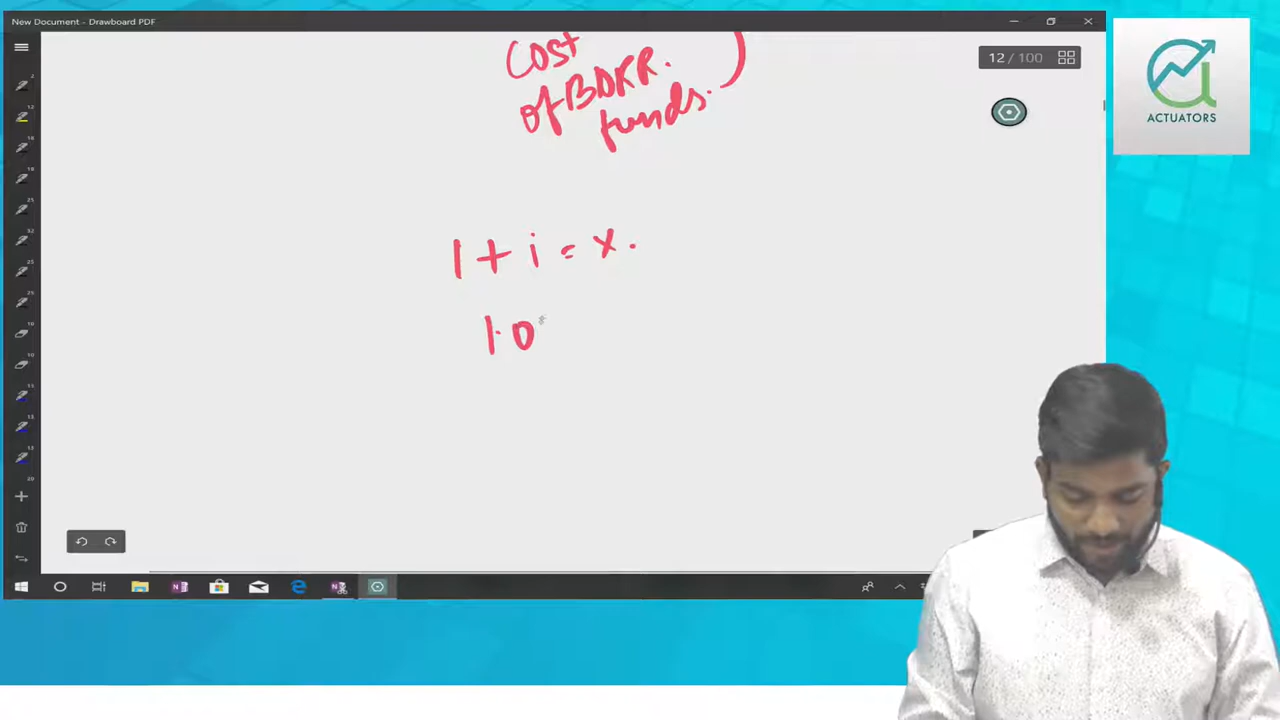 New Document - Drawboard PDF
12 / 100
ACTUATORS
Cost
of BORR.
funds.
1 + i = x.
1.0